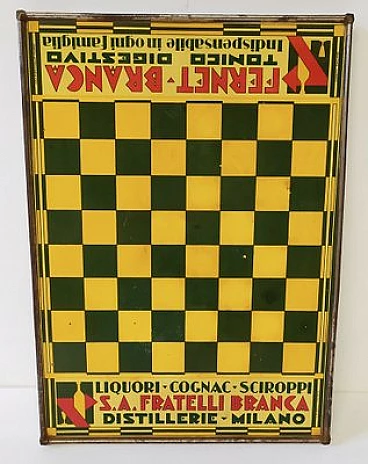 FERNET-BRANCA
TONICO DIGESTIVO
Indispensabile in ogni famiglia
LIQUORI - COGNAC - SCIROPPI
S.A. FRATELLI BRANCA
DISTILLERIE - MILANO